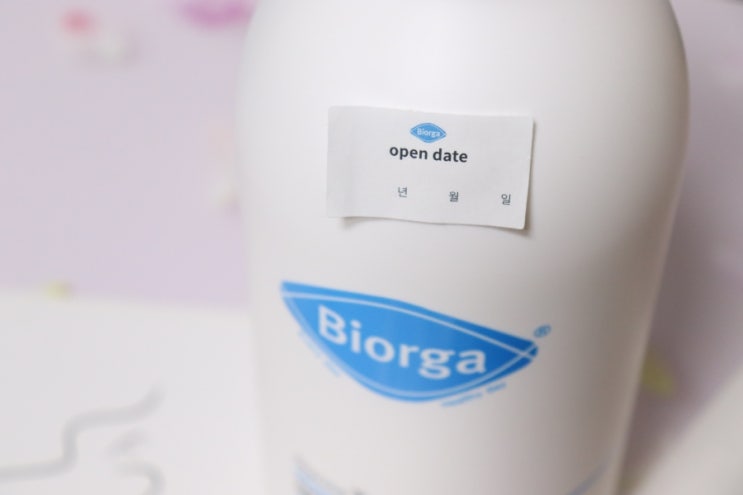 Biorga
open date
년 월 일
Biorga®